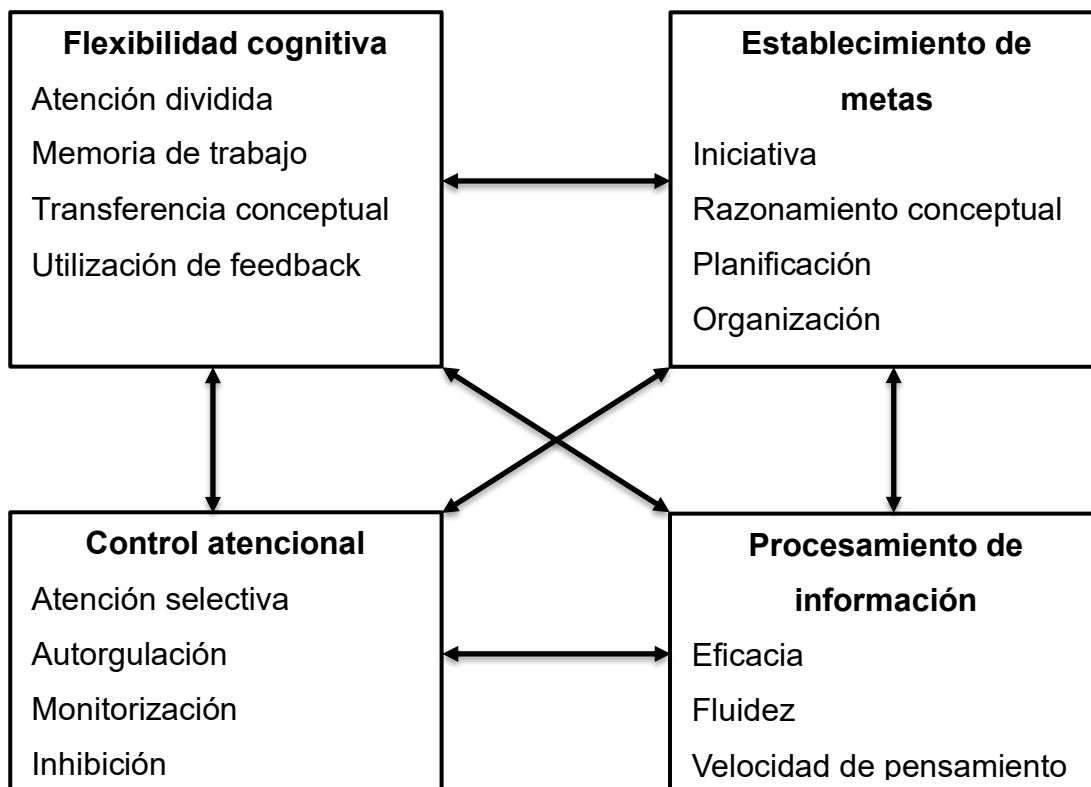 Flexibilidad cognitiva
Atención dividida
Memoria de trabajo
Transferencia conceptual
Utilización de feedback
Establecimiento de
metas
Iniciativa
Razonamiento conceptual
Planificación
Organización
Control atencional
Atención selectiva
Autorgulación
Monitorización
Inhibición
Procesamiento de
información
Eficacia
Fluidez
Velocidad de pensamiento